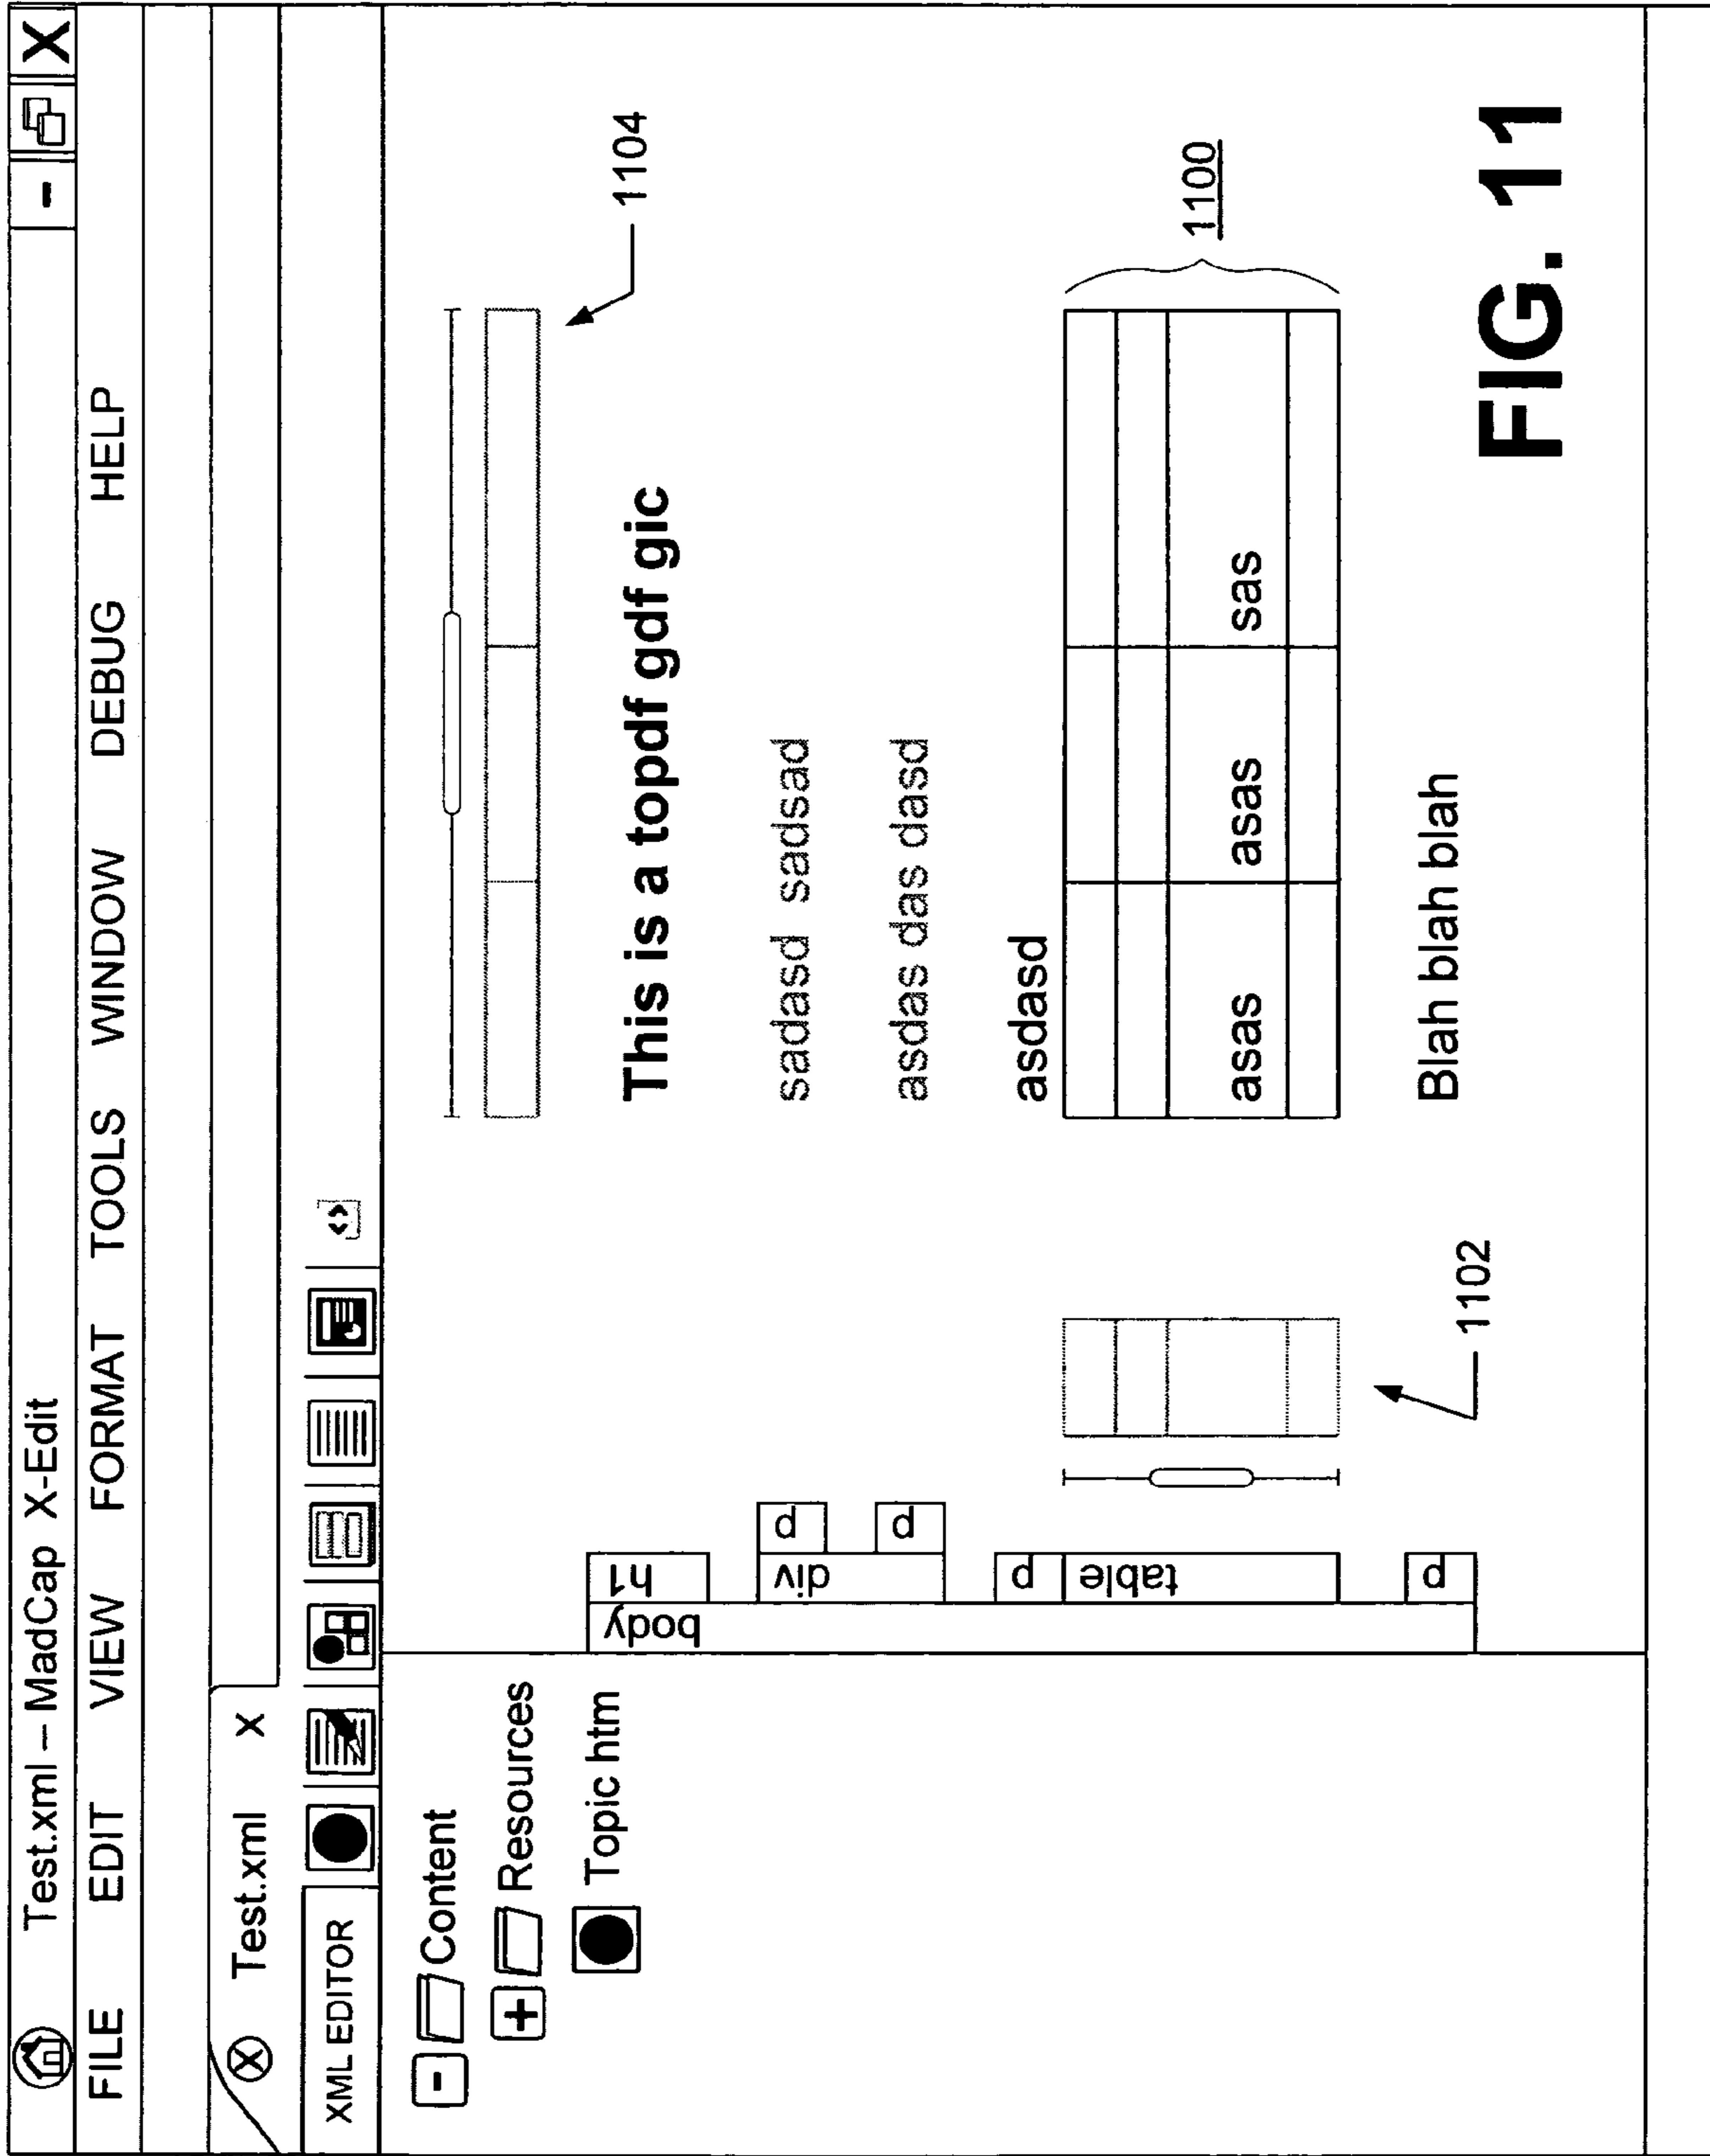 Test.xml – MadCap X-Edit - X
FILE EDIT VIEW FORMAT TOOLS WINDOW DEBUG HELP
Test.xml X
XML EDITOR
Content
Resources
Topic htm
1104
body
h1
This is a topdf gdf gic
div
p
sadasd sadsad
p
asdas das dasd
p
asdasd
table
asas asas sas
1100
p
Blah blah blah
1102
FIG. 11